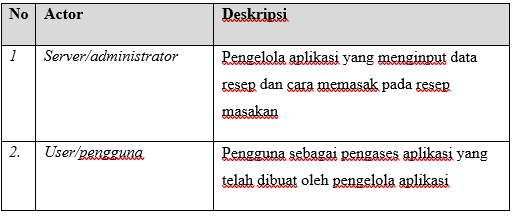 No Actor Deskripsi
1 Server/administrator Pengelola aplikasi yang menginput data
resep dan cara memasak pada resep
masakan
2. User/pengguna Pengguna sebagai pengases aplikasi yang
telah dibuat oleh pengelola aplikasi